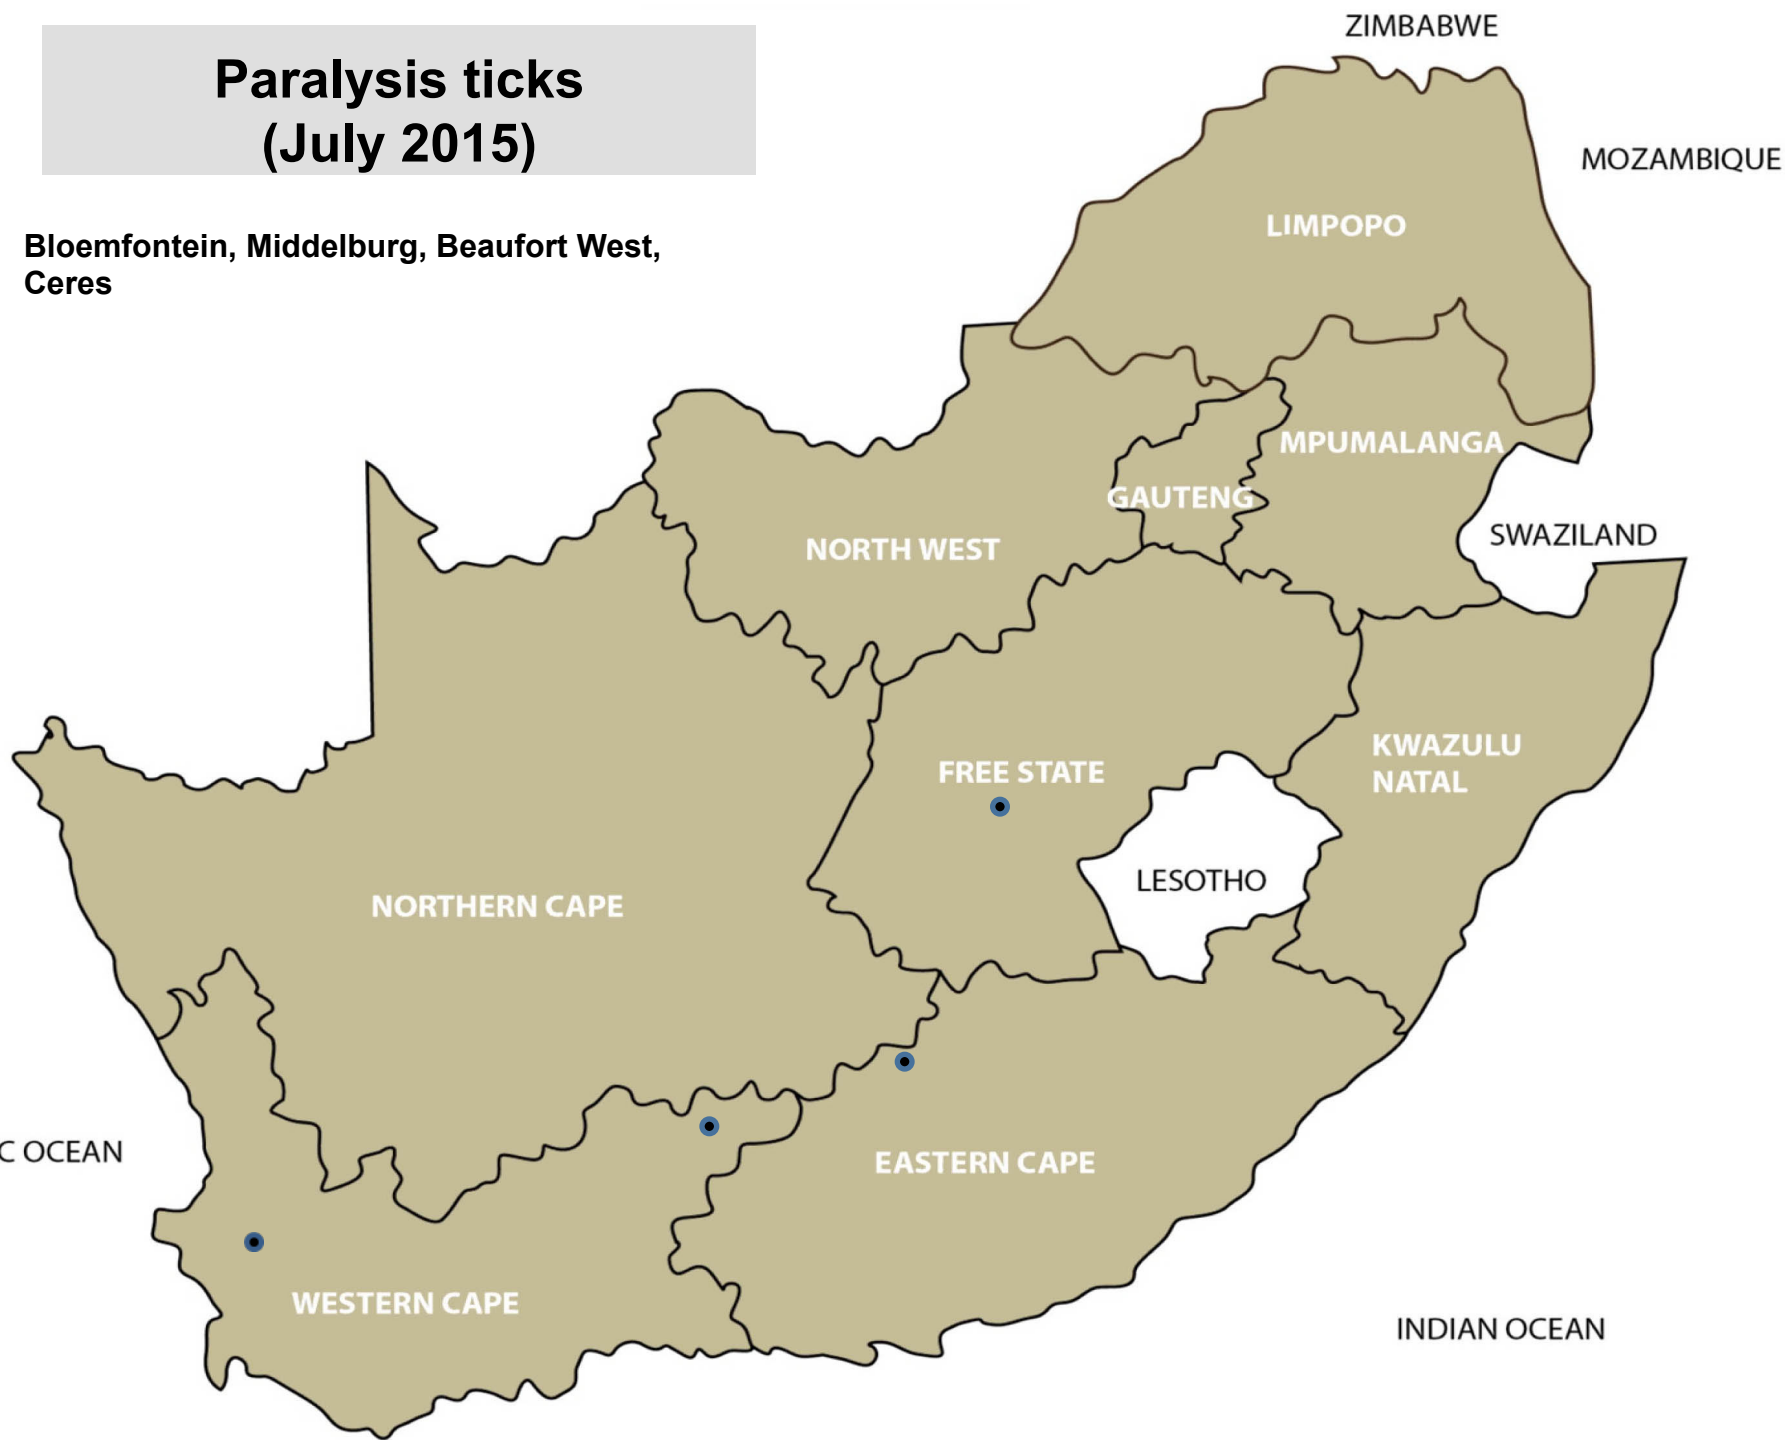 Paralysis ticks
(July 2015)
Bloemfontein, Middelburg, Beaufort West,
Ceres
ZIMBABWE
MOZAMBIQUE
LIMPOPO
MPUMALANGA
GAUTENG
SWAZILAND
NORTH WEST
KWAZULU
NATAL
FREE STATE
LESOTHO
NORTHERN CAPE
C OCEAN
EASTERN CAPE
WESTERN CAPE
INDIAN OCEAN